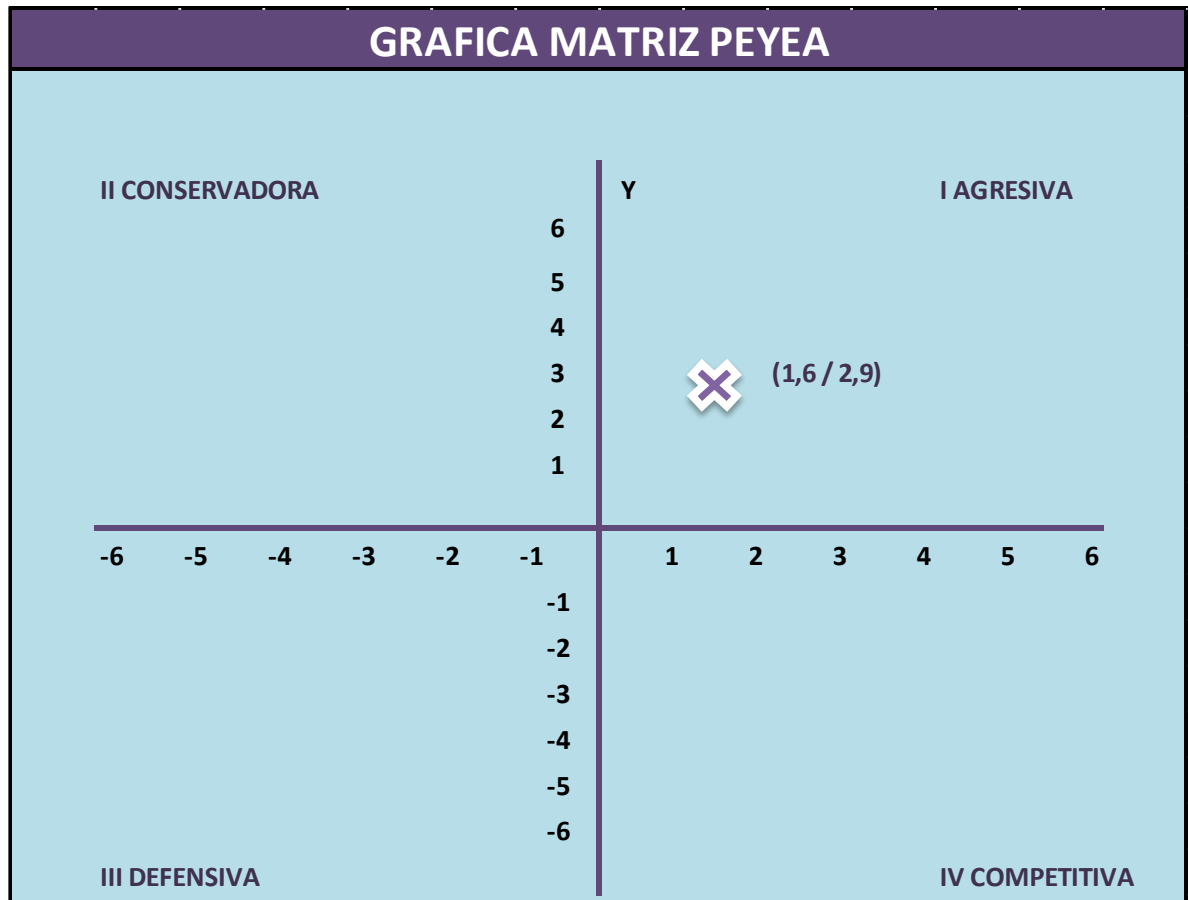 GRAFICA MATRIZ PEYEA
II CONSERVADORA Y I AGRESIVA
6
5
4
3 (1,6 / 2,9)
2
1
-6 -5 -4 -3 -2 -1 1 2 3 4 5 6
-1
-2
-3
-4
-5
-6
III DEFENSIVA IV COMPETITIVA